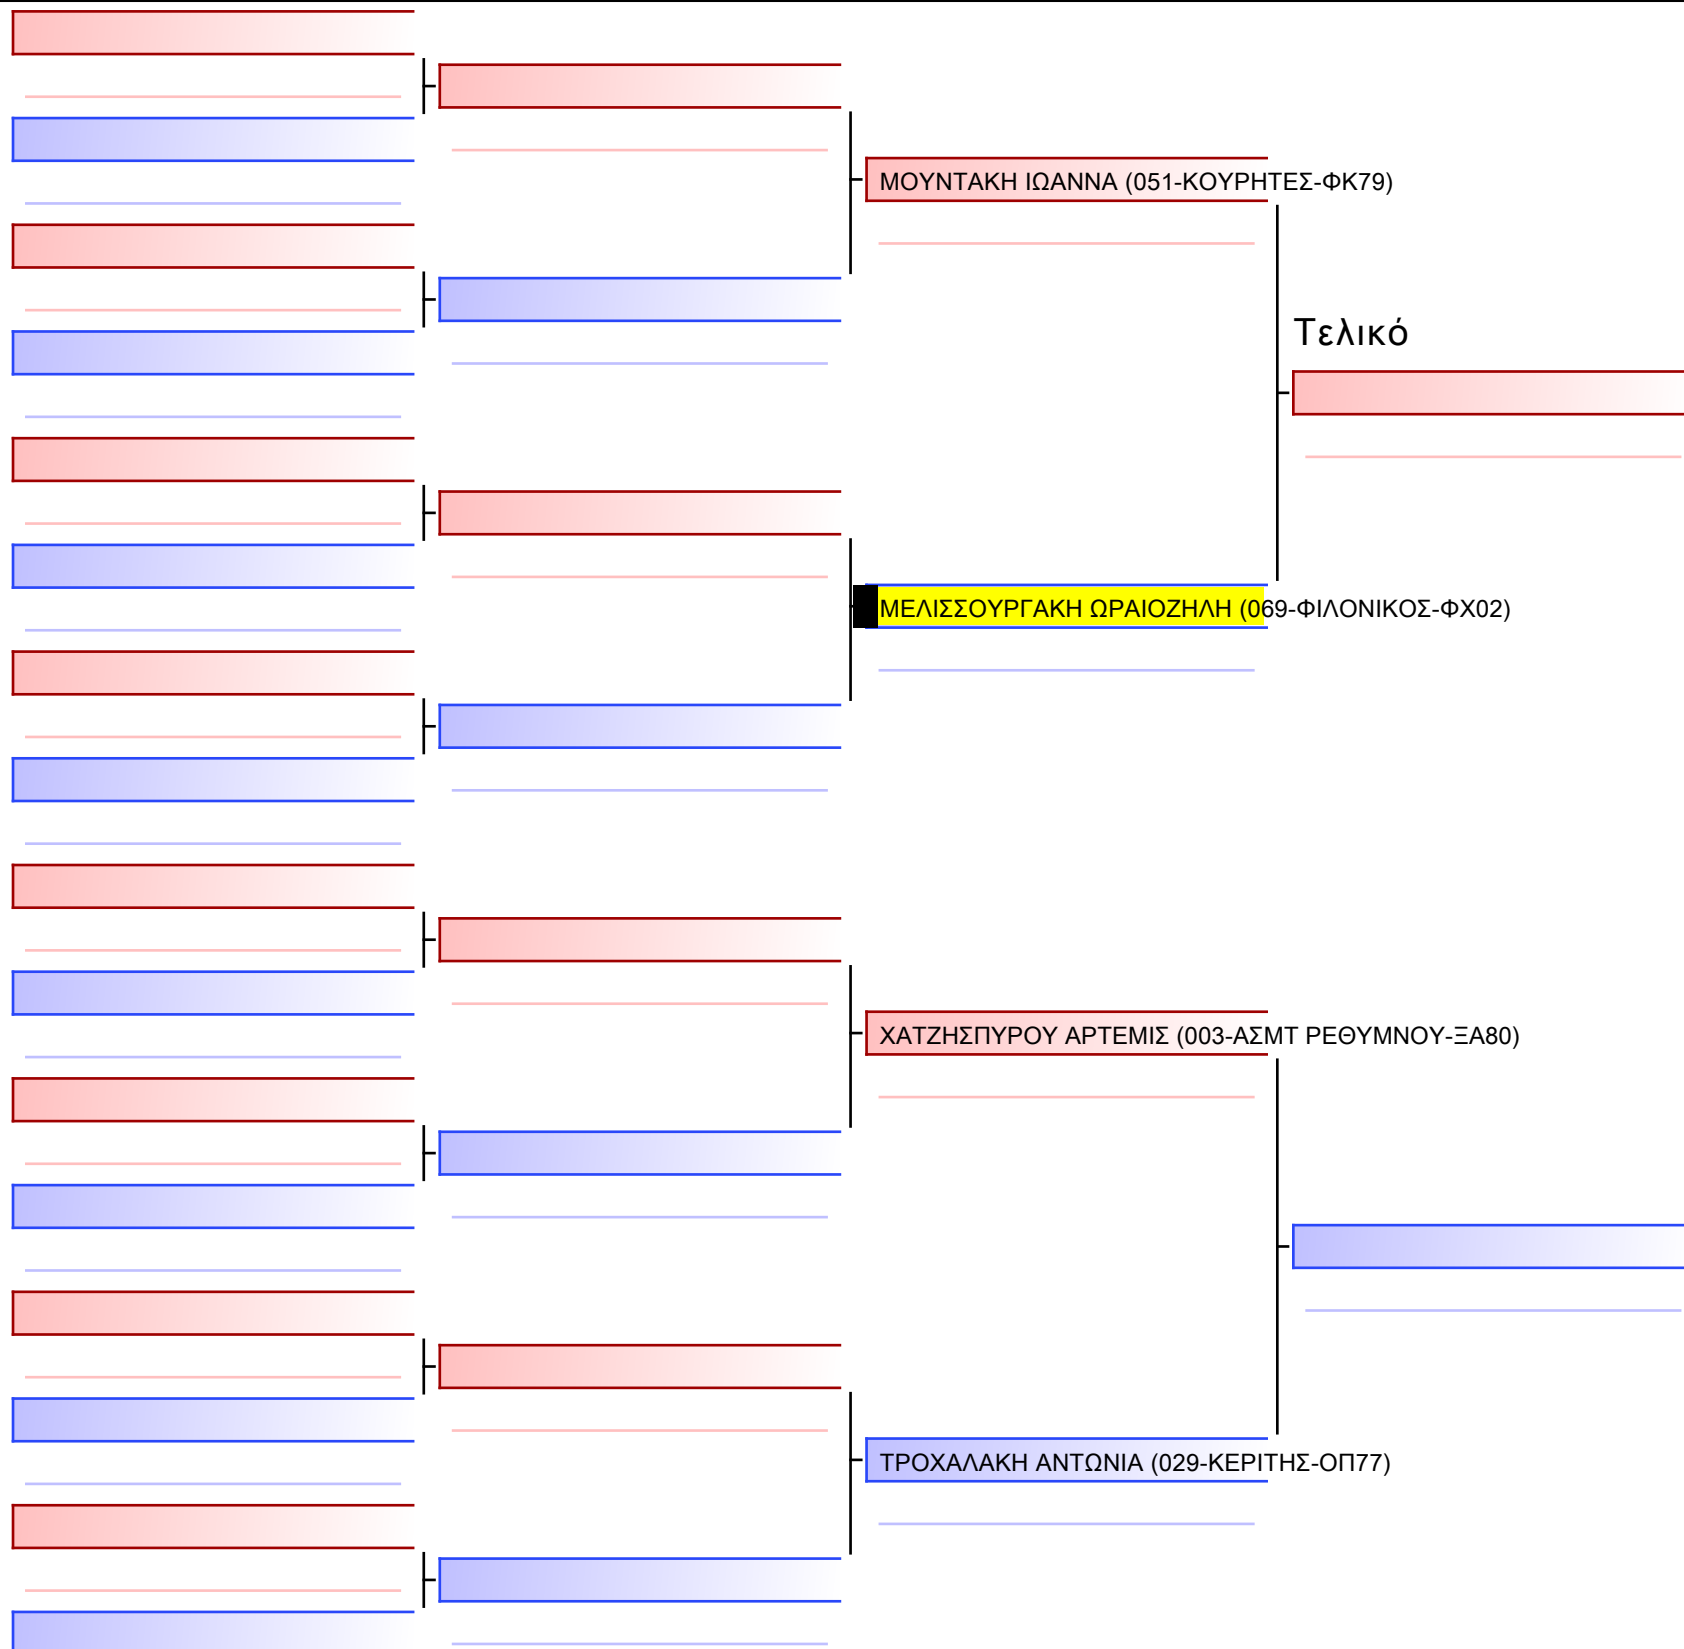 ΜΟΥΝΤΑΚΗ ΙΩΑΝΝΑ (051-ΚΟΥΡΗΤΕΣ-ΦΚ79)
Τελικό
ΜΕΛΙΣΣΟΥΡΓΑΚΗ ΩΡΑΙΟΖΗΛΗ (069-ΦΙΛΟΝΙΚΟΣ-ΦΧ02)
ΧΑΤΖΗΣΠΥΡΟΥ ΑΡΤΕΜΙΣ (003-ΑΣΜΤ ΡΕΘΥΜΝΟΥ-ΞΑ80)
ΤΡΟΧΑΛΑΚΗ ΑΝΤΩΝΙΑ (029-ΚΕΡΙΤΗΣ-ΟΠ77)